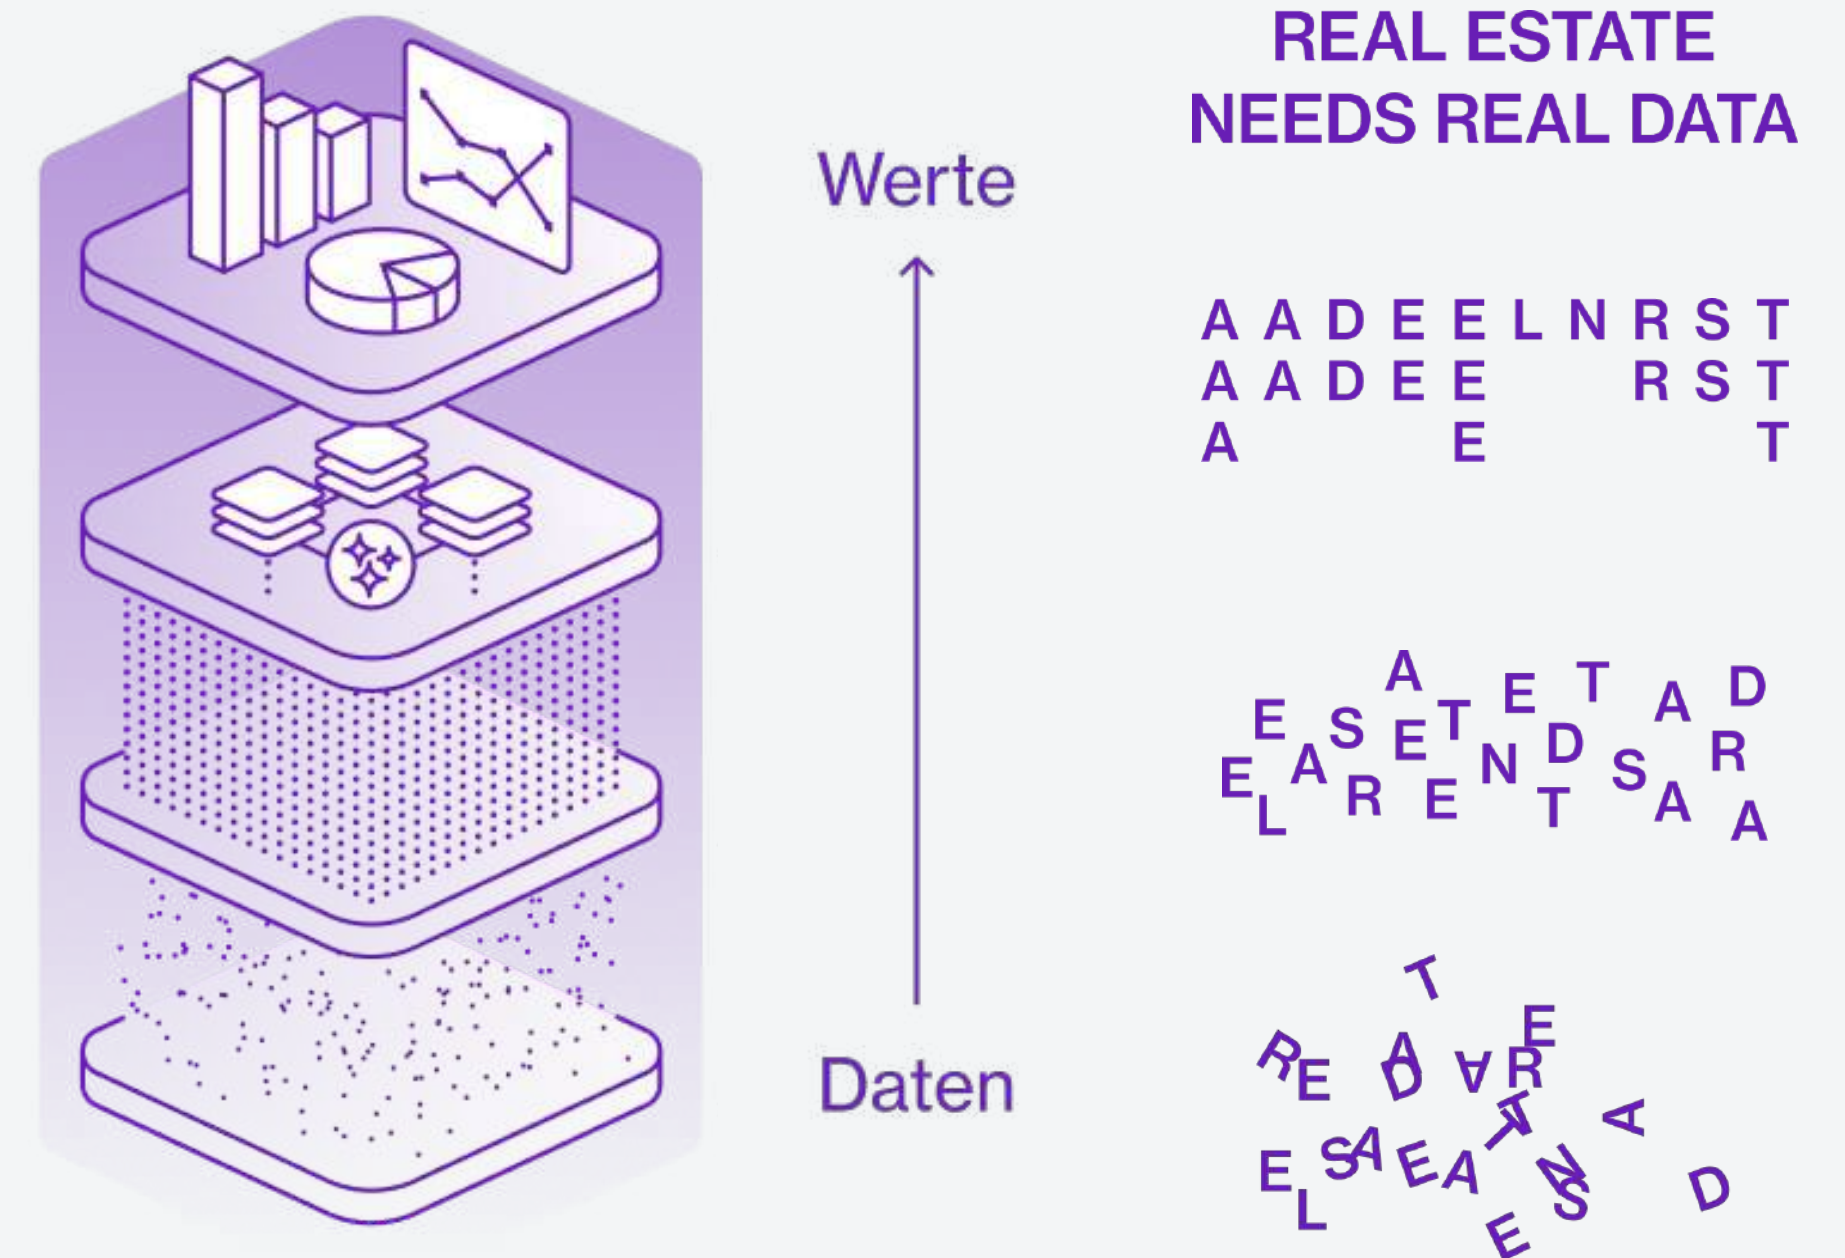 REAL ESTATE
NEEDS REAL DATA
Werte
A A D E E L N R S T
A A D E E R S T
A E T
A E T A D
E S E T D R
E L A R E N T S A A
Daten
T
E
R E A D A R
T T A
E L S A E A N S D
E